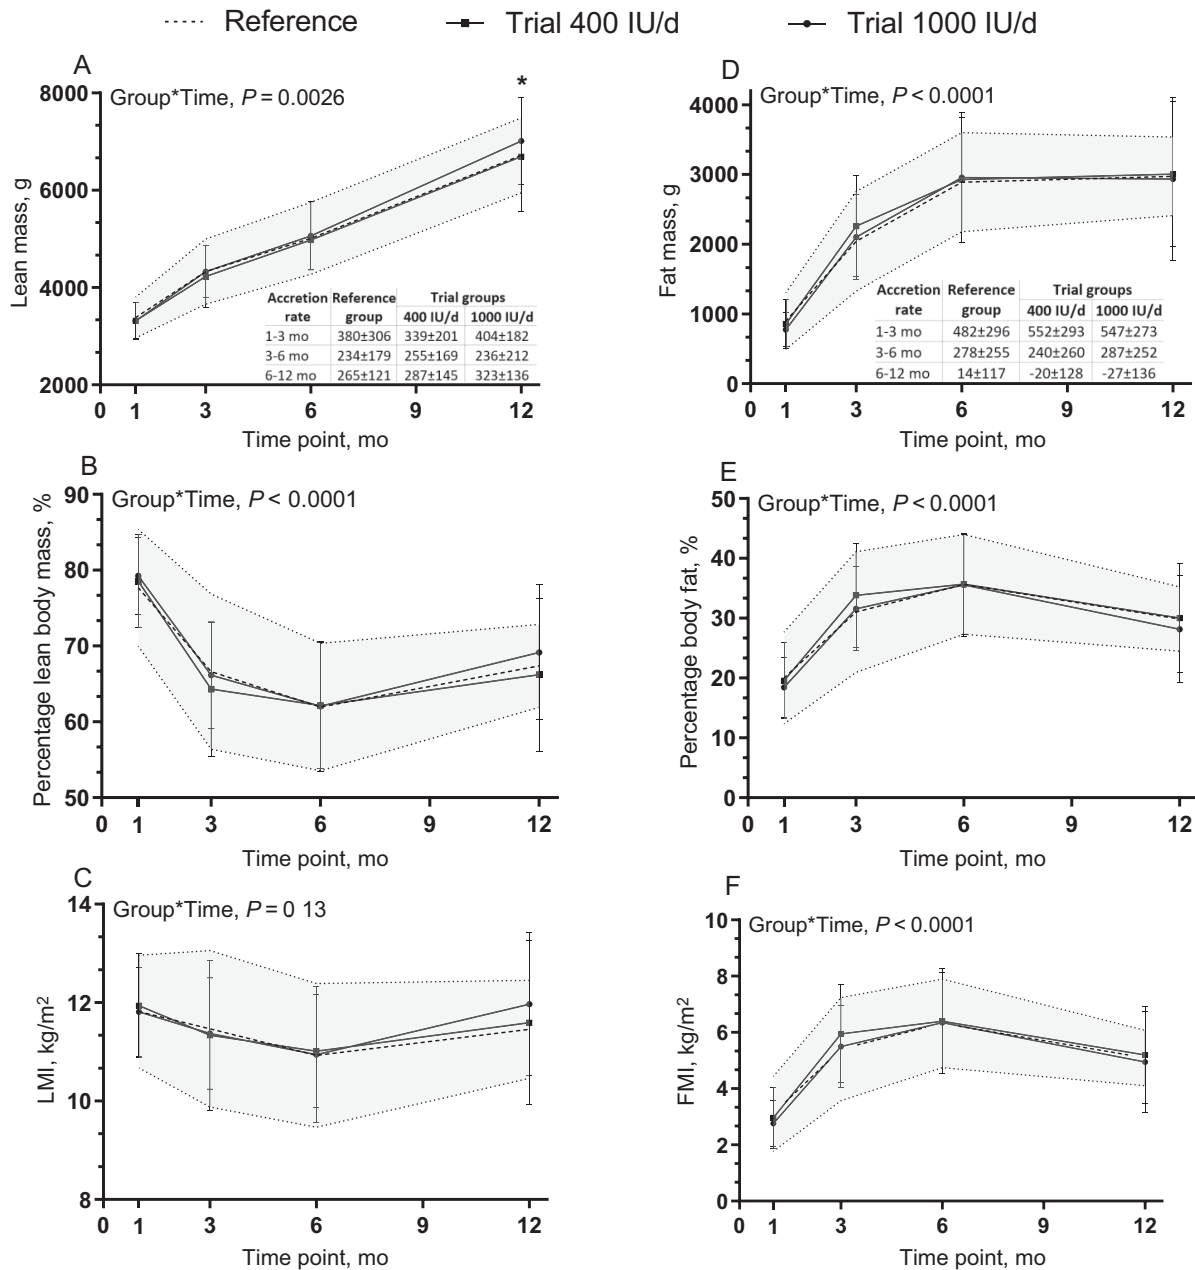 Reference Trial 400 IU/d Trial 1000 IU/d
A
Group*Time, P = 0.0026
*
Lean mass, g
8000
6000
4000
2000
Accretion rate Reference group Trial groups
400 IU/d 1000 IU/d
1-3 mo 380±306 339±201 404±182
3-6 mo 234±179 255±169 236±212
6-12 mo 265±121 287±145 323±136
0 1 3 6 9 12
Time point, mo
D
Group*Time, P < 0.0001
Fat mass, g
4000
3000
2000
1000
0
Accretion rate Reference group Trial groups
400 IU/d 1000 IU/d
1-3 mo 482±296 552±293 547±273
3-6 mo 278±255 240±260 287±252
6-12 mo 14±117 -20±128 -27±136
0 1 3 6 9 12
Time point, mo
B
Group*Time, P < 0.0001
Percentage lean body mass, %
90
80
70
60
50
0 1 3 6 9 12
Time point, mo
E
Group*Time, P < 0.0001
Percentage body fat, %
50
40
30
20
10
0
0 1 3 6 9 12
Time point, mo
C
Group*Time, P = 0 13
LMI, kg/m²
14
12
10
8
0 1 3 6 9 12
Time point, mo
F
Group*Time, P < 0.0001
FMI, kg/m²
10
8
6
4
2
0
0 1 3 6 9 12
Time point, mo